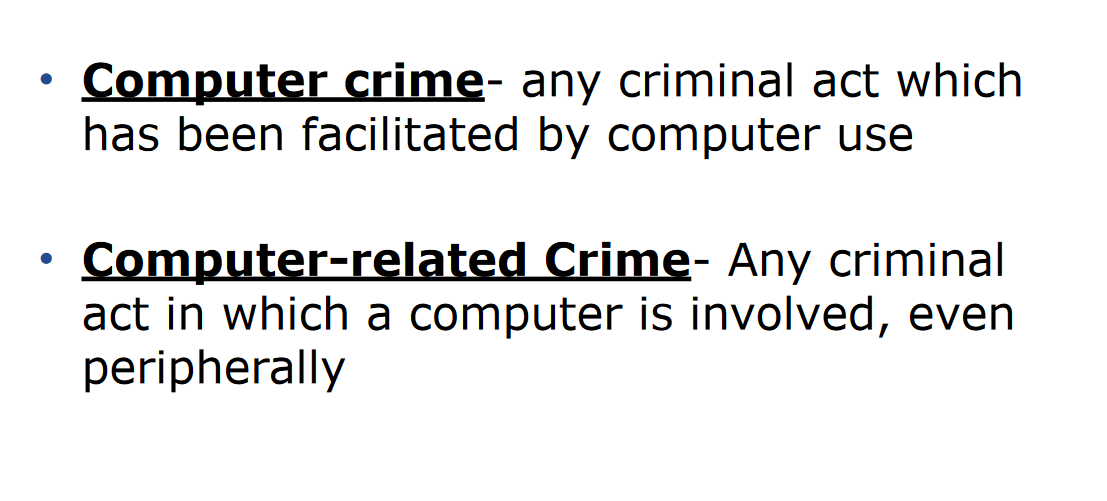 • Computer crime- any criminal act which
has been facilitated by computer use
• Computer-related Crime- Any criminal
act in which a computer is involved, even
peripherally